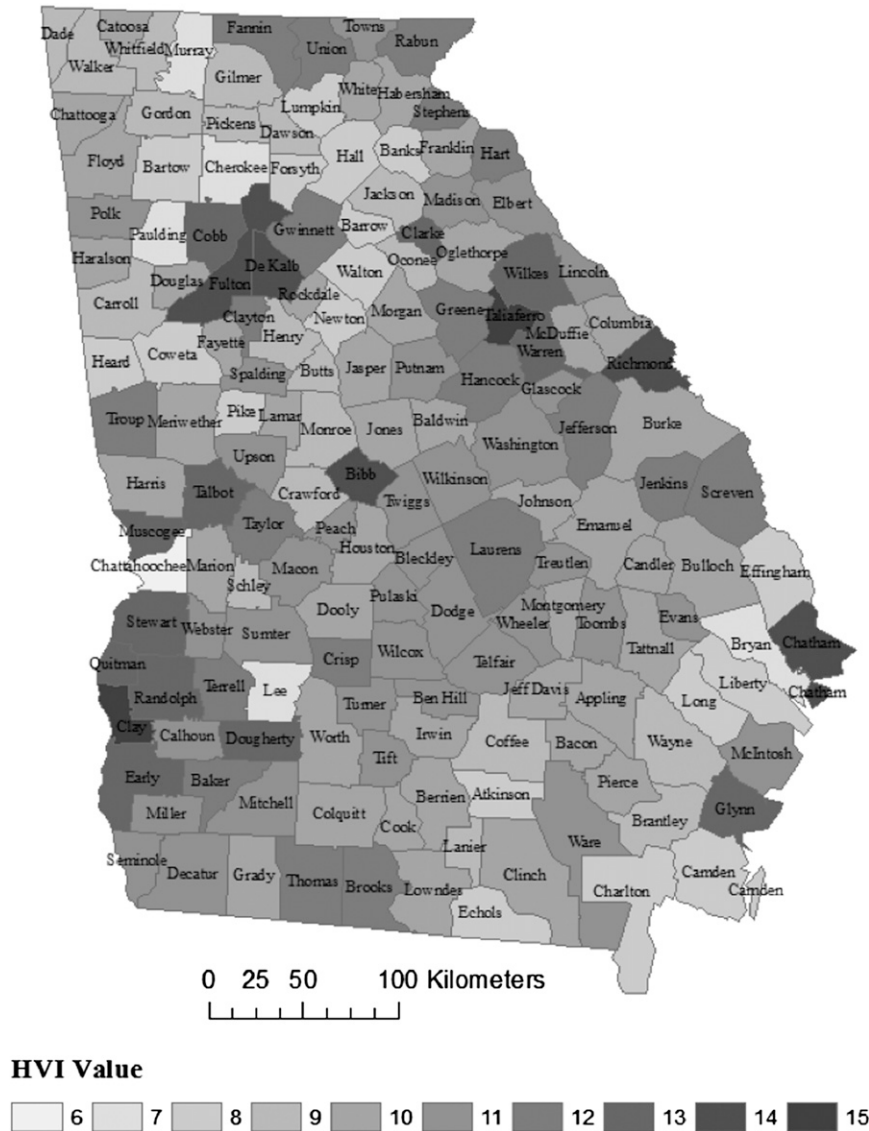 Dade
Catoosa
Whitfield
Murray
Fannin
Towns
Union
Rabun
Walker
Gilmer
White
Habersham
Stephens
Lumpkin
Chattooga
Gordon
Pickens
Dawson
Floyd
Bartow
Cherokee
Forsyth
Hall
Banks
Franklin
Hart
Jackson
Madison
Elbert
Polk
Paulding
Cobb
Gwinnett
Barrow
Clarke
Oglethorpe
Haralson
Douglas
Fulton
De Kalb
Walton
Oconee
Wilkes
Lincoln
Rockdale
Carroll
Clayton
Newton
Morgan
Greene
Taliaferro
McDuffie
Columbia
Heard
Coweta
Fayette
Henry
Warren
Richmond
Spalding
Butts
Jasper
Putnam
Hancock
Glascock
Troup
Meriwether
Pike
Lamar
Monroe
Jones
Baldwin
Washington
Jefferson
Burke
Upson
Bibb
Wilkinson
Harris
Talbot
Crawford
Twiggs
Johnson
Jenkins
Screven
Muscogee
Taylor
Peach
Houston
Emanuel
Chattahoochee
Marion
Schley
Macon
Bleckley
Laurens
Treutlen
Candler
Bulloch
Effingham
Stewart
Webster
Sumter
Dooly
Pulaski
Dodge
Wheeler
Montgomery
Toombs
Evans
Tattnall
Bryan
Chatham
Chatham
Quitman
Randolph
Terrell
Lee
Crisp
Wilcox
Telfair
Jeff Davis
Appling
Long
Liberty
Clay
Calhoun
Dougherty
Worth
Turner
Ben Hill
Irwin
Coffee
Bacon
Wayne
McIntosh
Early
Baker
Mitchell
Tift
Miller
Colquitt
Berrien
Atkinson
Pierce
Brantley
Glynn
Cook
Seminole
Decatur
Grady
Thomas
Brooks
Lowndes
Lanier
Clinch
Ware
Echols
Charlton
Camden
Camden
0 25 50 100 Kilometers
HVI Value
6 7 8 9 10 11 12 13 14 15